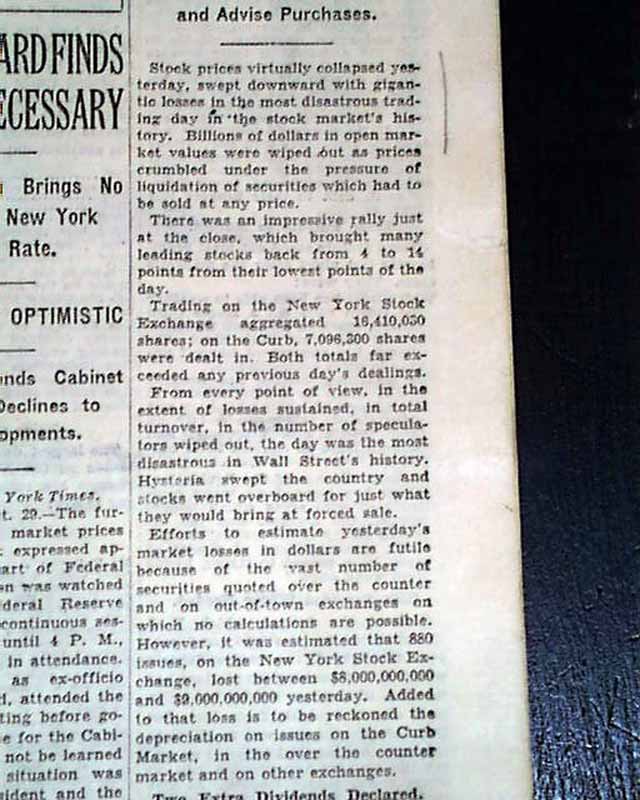 ARD FINDS
ECESSARY
Brings No
New York
Rate.
OPTIMISTIC
nds Cabinet
Declines to
opments.
York Times.
t. 29.—The fur-
market prices
expressed ap-
art of Federal
en was watched
deral Reserve
continuous ses-
until 4 P. M.,
in attendance.
as ex-officio
d, attended the
ting before go-
e for the Cabi-
not be learned
situation was
sident and the
and Advise Purchases.
Stock prices virtually collapsed yes-
terday, swept downward with gigan-
tic losses in the most disastrous trad-
ing day in the stock market's his-
tory. Billions of dollars in open mar-
ket values were wiped out as prices
crumbled under the pressure of
liquidation of securities which had to
be sold at any price.
There was an impressive rally just
at the close, which brought many
leading stocks back from 4 to 14
points from their lowest points of the
day.
Trading on the New York Stock
Exchange aggregated 16,410,030
shares; on the Curb, 7,096,300 shares
were dealt in. Both totals far ex-
ceeded any previous day's dealings.
From every point of view, in the
extent of losses sustained, in total
turnover, in the number of specula-
tors wiped out, the day was the most
disastrous in Wall Street's history.
Hysteria swept the country and
stocks went overboard for just what
they would bring at forced sale.
Efforts to estimate yesterday's
market losses in dollars are futile
because of the vast number of
securities quoted over the counter
and on out-of-town exchanges on
which no calculations are possible.
However, it was estimated that 880
issues, on the New York Stock Ex-
change, lost between $8,000,000,000
and $9,000,000,000 yesterday. Added
to that loss is to be reckoned the
depreciation on issues on the Curb
Market, in the over the counter
market and on other exchanges.
Two Extra Dividends Declared.